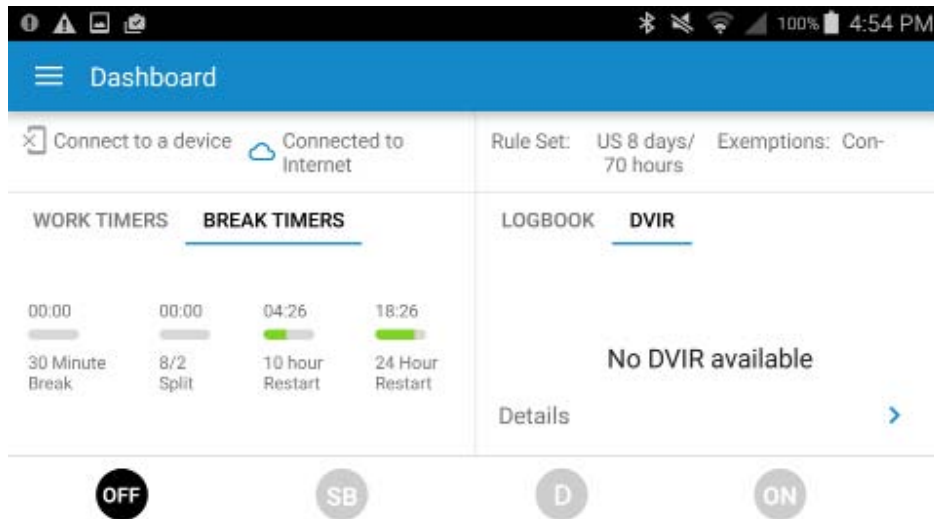 100% 4:54 PM
Dashboard
Connect to a device
Connected to
Internet
Rule Set: US 8 days/
70 hours
Exemptions: Con-
WORK TIMERS BREAK TIMERS
LOGBOOK DVIR
00:00 00:00 04:26 18:26
30 Minute
Break
8/2
Split
10 hour
Restart
24 Hour
Restart
No DVIR available
Details
OFF SB D ON